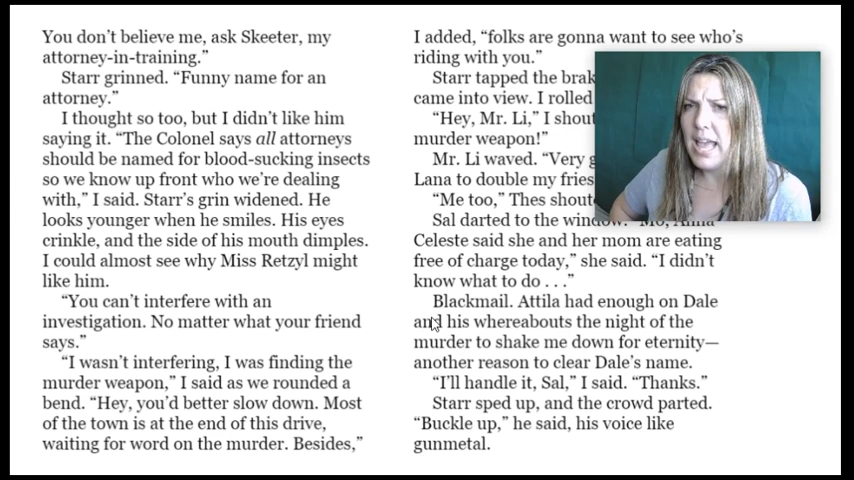 You don’t believe me, ask Skeeter, my
attorney-in-training.”
Starr grinned. “Funny name for an
attorney.”
I thought so too, but I didn’t like him
saying it. “The Colonel says all attorneys
should be named for blood-sucking insects
so we know up front who we’re dealing
with,” I said. Starr’s grin widened. He
looks younger when he smiles. His eyes
crinkle, and the side of his mouth dimples.
I could almost see why Miss Retzyl might
like him.
“You can’t interfere with an
investigation. No matter what your friend
says.”
“I wasn’t interfering, I was finding the
murder weapon,” I said as we rounded a
bend. “Hey, you’d better slow down. Most
of the town is at the end of this drive,
waiting for word on the murder. Besides,”
I added, “folks are gonna want to see who’s
riding with you.”
Starr tapped the brak
came into view. I rolled
“Hey, Mr. Li,” I shout
murder weapon!”
Mr. Li waved. “Very g
Lana to double my fries
“Me too,” Thes shoute
Sal darted to the window. “Mo, Anna
Celeste said she and her mom are eating
free of charge today,” she said. “I didn’t
know what to do . . .”
Blackmail. Attila had enough on Dale
and his whereabouts the night of the
murder to shake me down for eternity—
another reason to clear Dale’s name.
“I’ll handle it, Sal,” I said. “Thanks.”
Starr sped up, and the crowd parted.
“Buckle up,” he said, his voice like
gunmetal.